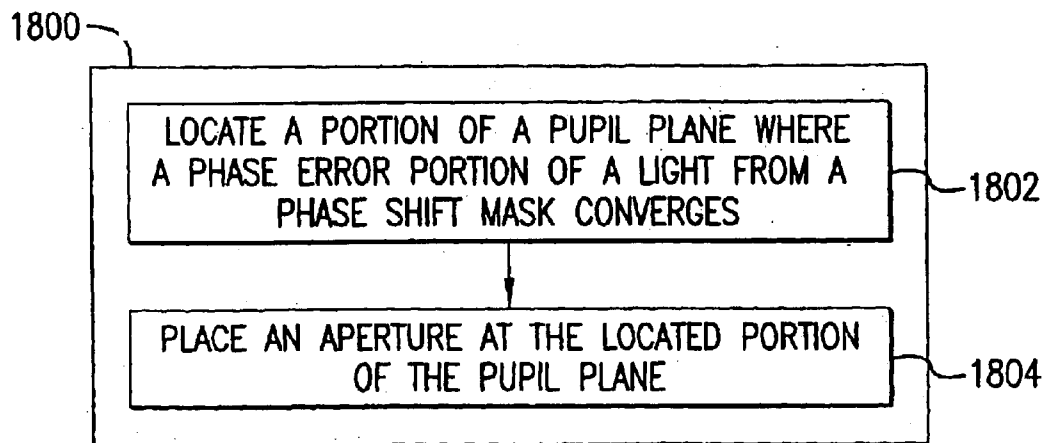 1800
LOCATE A PORTION OF A PUPIL PLANE WHERE
A PHASE ERROR PORTION OF A LIGHT FROM A
PHASE SHIFT MASK CONVERGES
1802
PLACE AN APERTURE AT THE LOCATED PORTION
OF THE PUPIL PLANE
1804